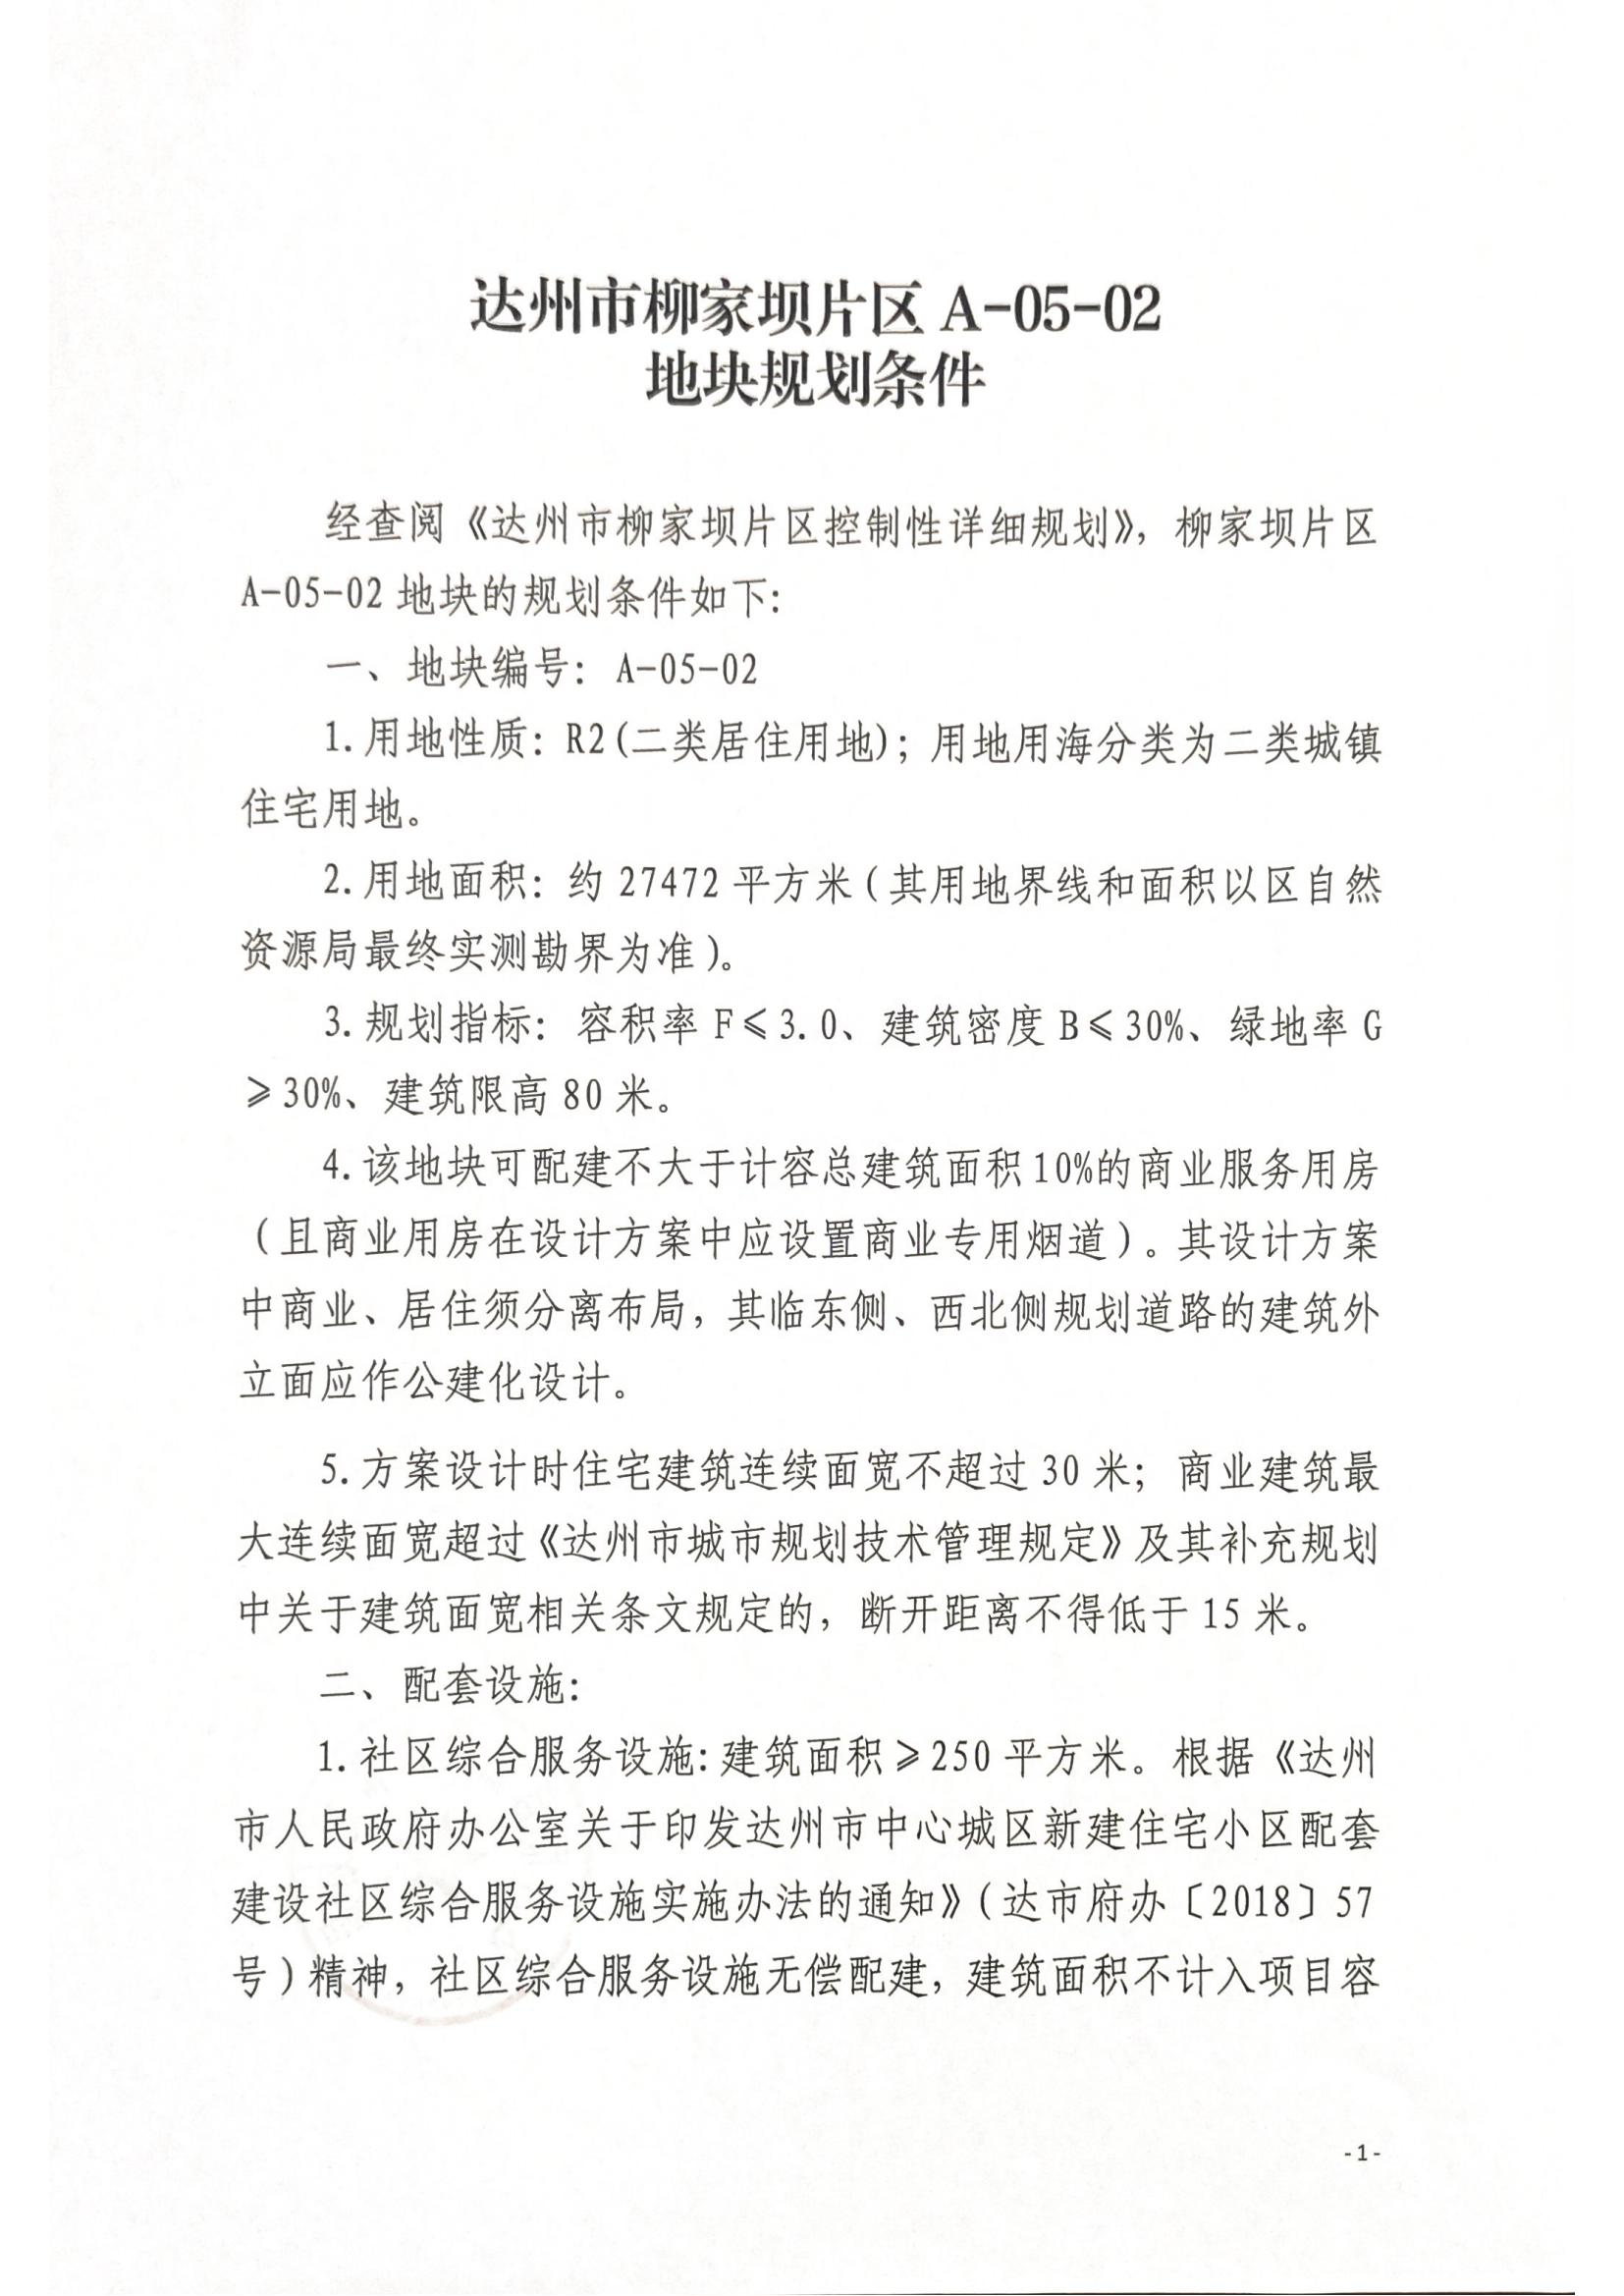 达州市柳家坝片区 A-05-02
地块规划条件
经查阅《达州市柳家坝片区控制性详细规划》，柳家坝片区
A-05-02 地块的规划条件如下：
一、地块编号：A-05-02
1.用地性质：R2(二类居住用地)；用地用海分类为二类城镇
住宅用地。
2.用地面积：约 27472 平方米（其用地界线和面积以区自然
资源局最终实测勘界为准）。
3.规划指标：容积率 F≤3.0、建筑密度 B≤30%、绿地率 G
≥30%、建筑限高 80 米。
4.该地块可配建不大于计容总建筑面积10%的商业服务用房
（且商业用房在设计方案中应设置商业专用烟道）。其设计方案
中商业、居住须分离布局，其临东侧、西北侧规划道路的建筑外
立面应作公建化设计。
5.方案设计时住宅建筑连续面宽不超过 30 米；商业建筑最
大连续面宽超过《达州市城市规划技术管理规定》及其补充规划
中关于建筑面宽相关条文规定的，断开距离不得低于 15 米。
二、配套设施：
1.社区综合服务设施：建筑面积≥250 平方米。根据《达州
市人民政府办公室关于印发达州市中心城区新建住宅小区配套
建设社区综合服务设施实施办法的通知》（达市府办〔2018〕57
号）精神，社区综合服务设施无偿配建，建筑面积不计入项目容
-1-